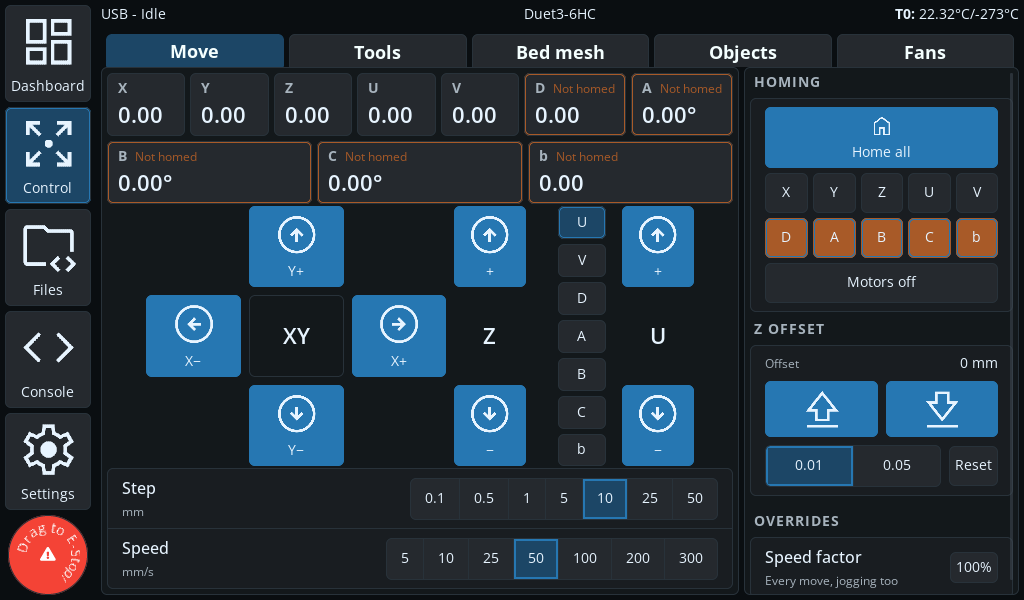 USB - Idle
Duet3-6HC
T0: 22.32°C/-273°C
Dashboard
Control
Files
Console
Settings
Drag to E-Stop!
Move
Tools
Bed mesh
Objects
Fans
X
0.00
Y
0.00
Z
0.00
U
0.00
V
0.00
D Not homed
0.00
A Not homed
0.00°
B Not homed
0.00°
C Not homed
0.00°
b Not homed
0.00
Y+
X−
XY
X+
Y−
+
Z
−
U
V
D
A
B
C
b
+
U
−
Step
mm
0.1 0.5 1 5 10 25 50
Speed
mm/s
5 10 25 50 100 200 300
HOMING
Home all
X Y Z U V
D A B C b
Motors off
Z OFFSET
Offset 0 mm
0.01 0.05 Reset
OVERRIDES
Speed factor
Every move, jogging too
100%